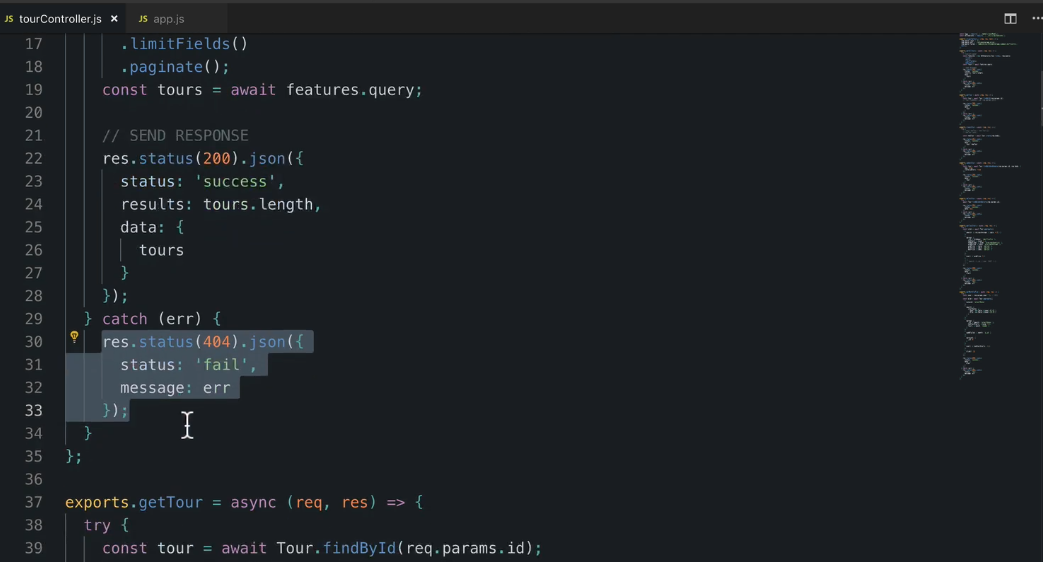 JS tourController.js ×
JS app.js
17 .limitFields()
18 .paginate();
19 const tours = await features.query;
20
21 // SEND RESPONSE
22 res.status(200).json({
23 status: 'success',
24 results: tours.length,
25 data: {
26 tours
27 }
28 });
29 } catch (err) {
30 res.status(404).json({
31 status: 'fail',
32 message: err
33 });
34 }
35 };
36
37 exports.getTour = async (req, res) => {
38 try {
39 const tour = await Tour.findById(req.params.id);